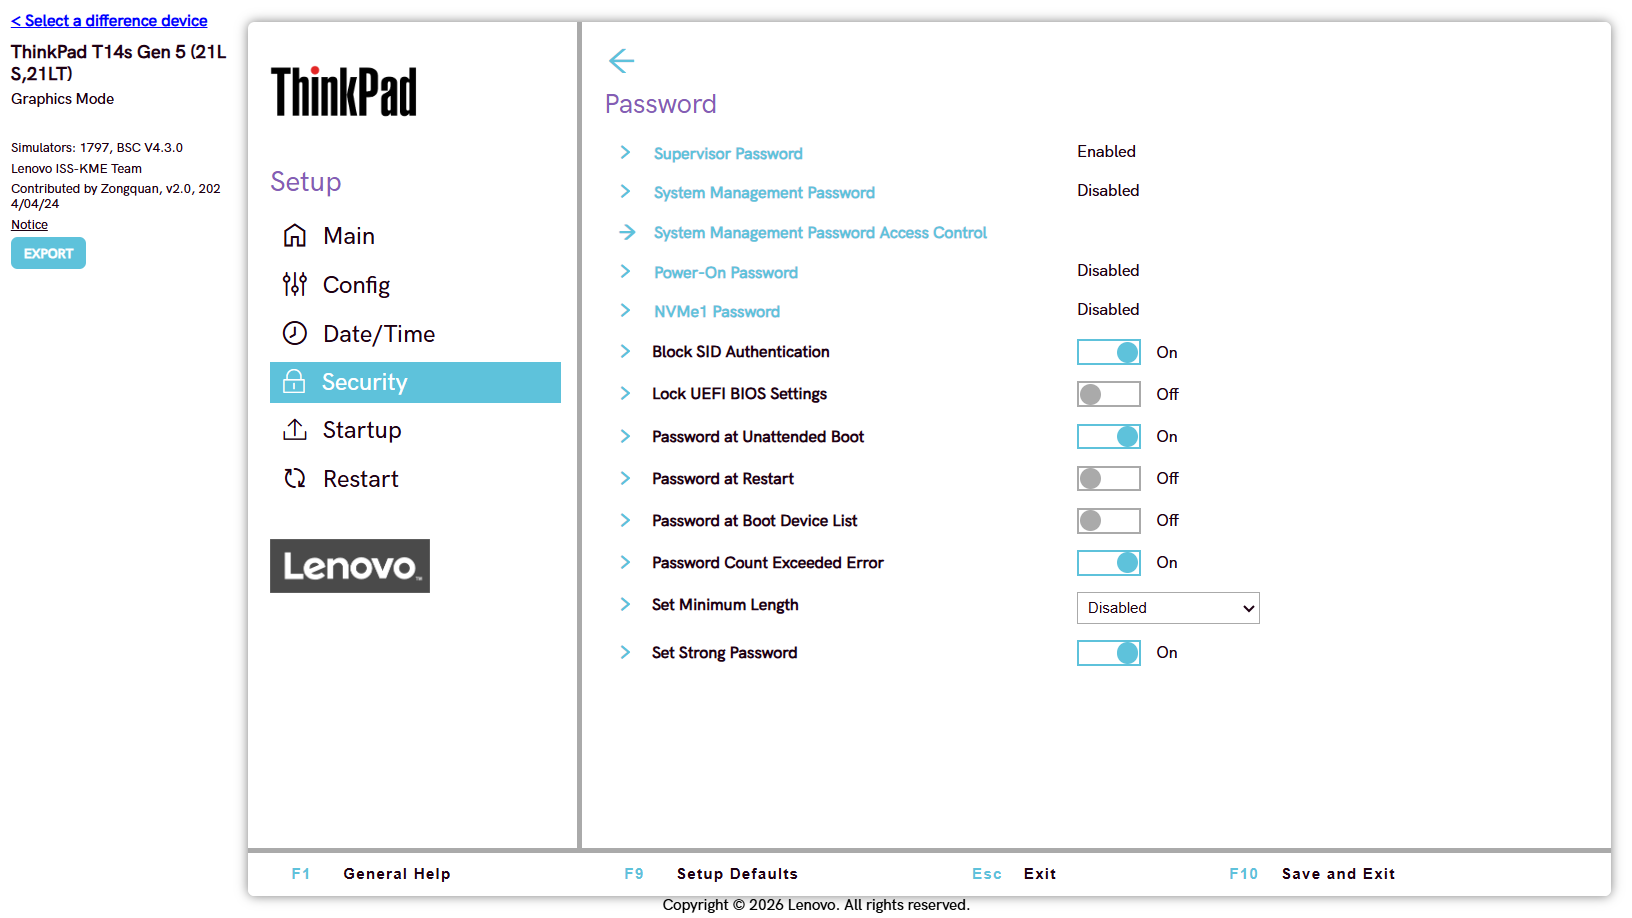 < Select a difference device
ThinkPad T14s Gen 5 (21L
S,21LT)
Graphics Mode
Simulators: 1797, BSC V4.3.0
Lenovo ISS-KME Team
Contributed by Zongquan, v2.0, 202
4/04/24
Notice
EXPORT
ThinkPad
Setup
Main
Config
Date/Time
Security
Startup
Restart
Lenovo™
Password
Supervisor Password Enabled
System Management Password Disabled
System Management Password Access Control
Power-On Password Disabled
NVMe1 Password Disabled
Block SID Authentication On
Lock UEFI BIOS Settings Off
Password at Unattended Boot On
Password at Restart Off
Password at Boot Device List Off
Password Count Exceeded Error On
Set Minimum Length Disabled
Set Strong Password On
F1 General Help F9 Setup Defaults Esc Exit F10 Save and Exit
Copyright © 2026 Lenovo. All rights reserved.